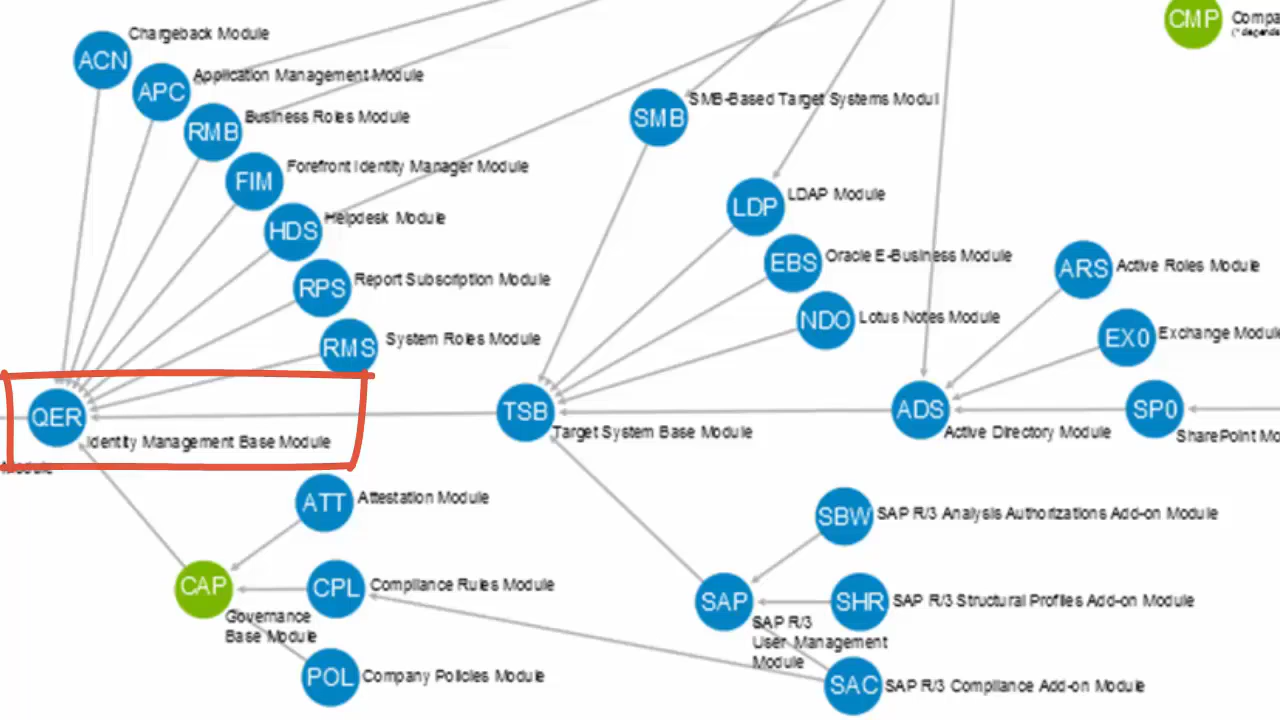 CMP
ACN
Chargeback Module
APC
Application Management Module
RMB
Business Roles Module
FIM
Forefront Identity Manager Module
HDS
Helpdesk Module
RPS
Report Subscription Module
RMS
System Roles Module
SMB
SMB-Based Target Systems Modul
LDP
LDAP Module
EBS
Oracle E-Business Module
NDO
Lotus Notes Module
ARS
Active Roles Module
EX0
Exchange Module
QER
Identity Management Base Module
TSB
Target System Base Module
ADS
Active Directory Module
SP0
SharePoint Mo
Module
ATT
Attestation Module
CAP
Governance
Base Module
CPL
Compliance Rules Module
POL
Company Policies Module
SBW
SAP R/3 Analysis Authorizations Add-on Module
SAP
SAP R/3
User Management
Module
SHR
SAP R/3 Structural Profiles Add-on Module
SAC
SAP R/3 Compliance Add-on Module